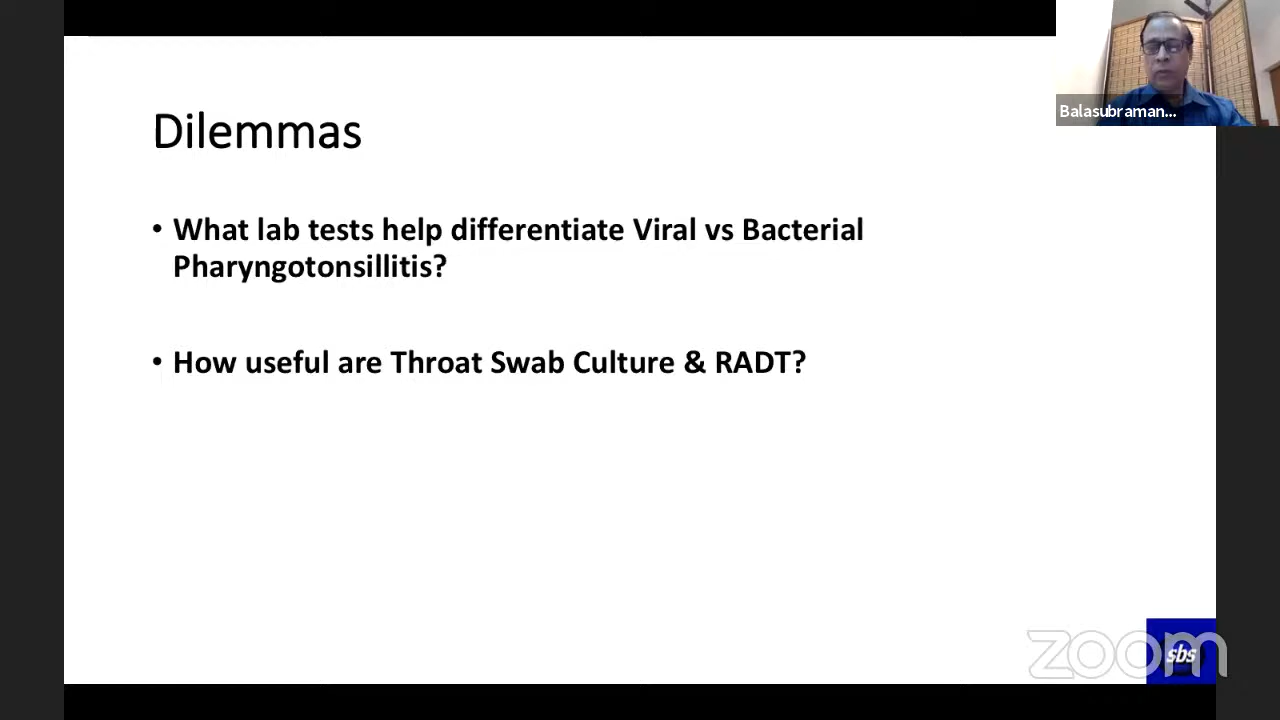 Balasubraman...
Dilemmas
• What lab tests help differentiate Viral vs Bacterial
Pharyngotonsillitis?
• How useful are Throat Swab Culture & RADT?
zoom
sbs